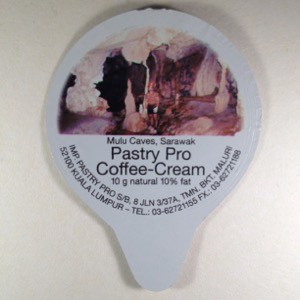 Mulu Caves, Sarawak
Pastry Pro
Coffee-Cream
10 g natural 10% fat
IMP. PASTRY PRO S/B, 8 JLN 3/37A, TMN. BKT. MALURI
52100 KUALA LUMPUR – TEL.: 03-62721155 FX.: 03-62721188